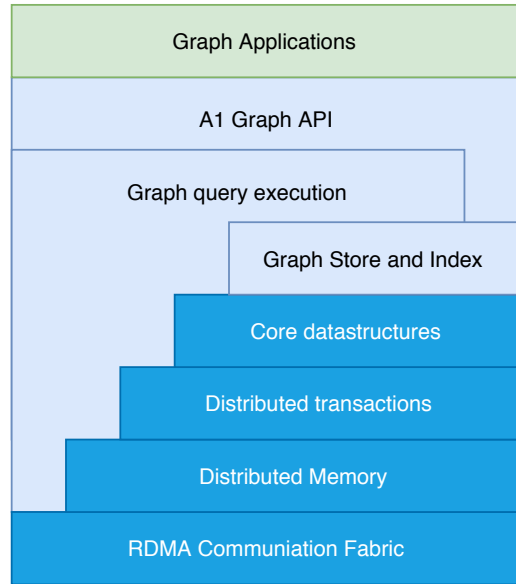 Graph Applications
A1 Graph API
Graph query execution
Graph Store and Index
Core datastructures
Distributed transactions
Distributed Memory
RDMA Communiation Fabric